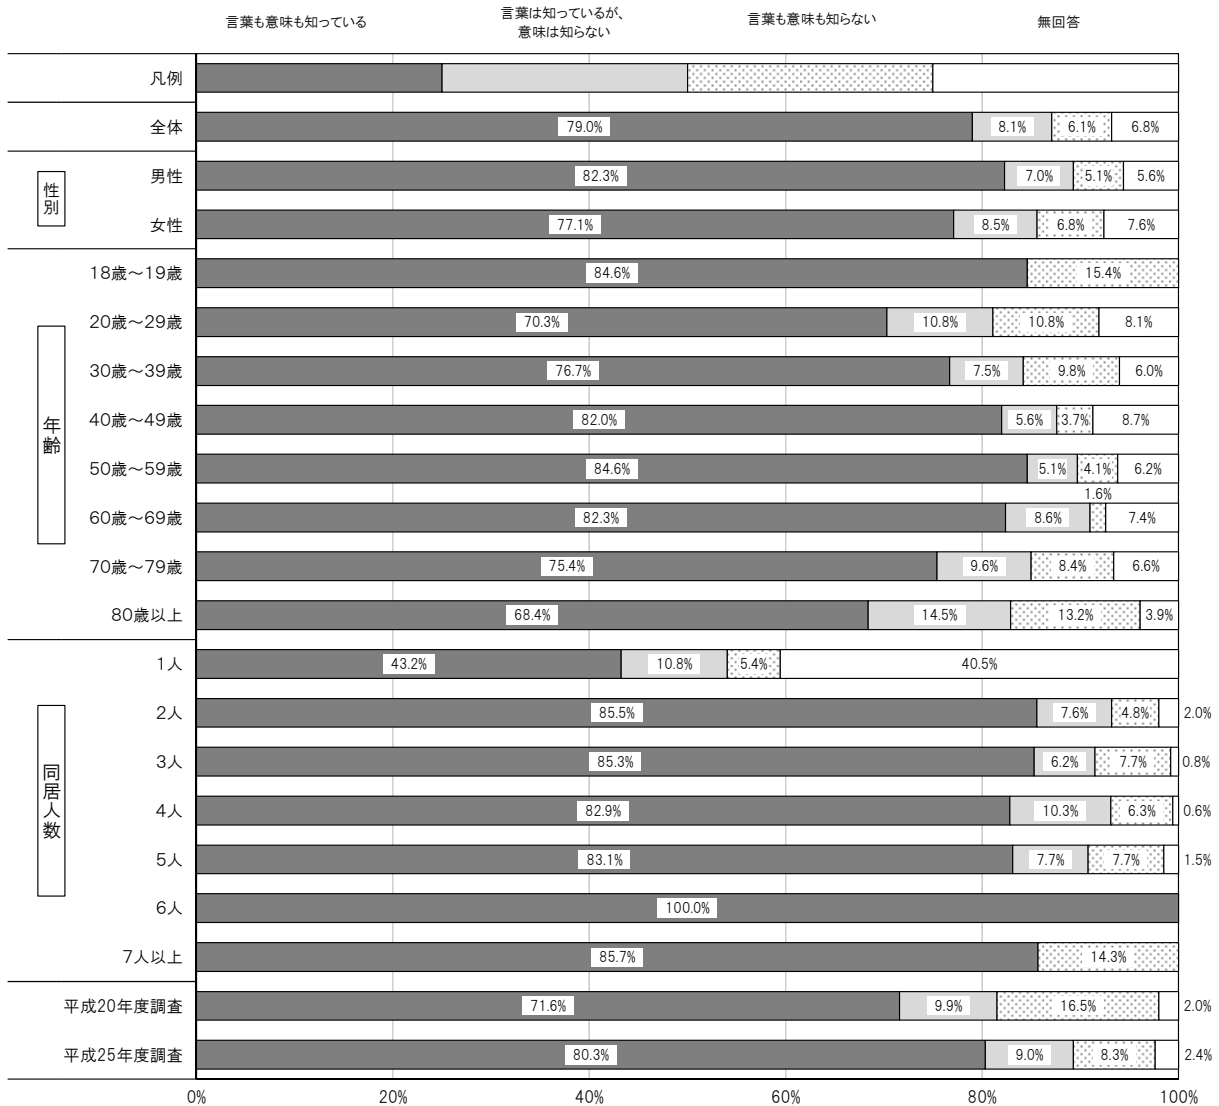 言葉も意味も知っている
言葉は知っているが、
意味は知らない
言葉も意味も知らない
無回答
凡例
全体 79.0% 8.1% 6.1% 6.8%
性別
男性 82.3% 7.0% 5.1% 5.6%
女性 77.1% 8.5% 6.8% 7.6%
年齢
18歳～19歳 84.6% 15.4%
20歳～29歳 70.3% 10.8% 10.8% 8.1%
30歳～39歳 76.7% 7.5% 9.8% 6.0%
40歳～49歳 82.0% 5.6% 3.7% 8.7%
50歳～59歳 84.6% 5.1% 4.1% 6.2%
60歳～69歳 82.3% 8.6% 1.6% 7.4%
70歳～79歳 75.4% 9.6% 8.4% 6.6%
80歳以上 68.4% 14.5% 13.2% 3.9%
同居人数
1人 43.2% 10.8% 5.4% 40.5%
2人 85.5% 7.6% 4.8% 2.0%
3人 85.3% 6.2% 7.7% 0.8%
4人 82.9% 10.3% 6.3% 0.6%
5人 83.1% 7.7% 7.7% 1.5%
6人 100.0%
7人以上 85.7% 14.3%
平成20年度調査 71.6% 9.9% 16.5% 2.0%
平成25年度調査 80.3% 9.0% 8.3% 2.4%
0% 20% 40% 60% 80% 100%